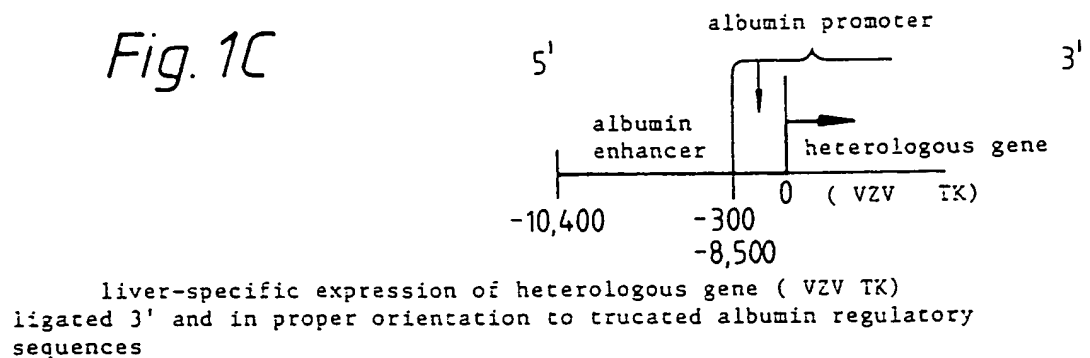 Fig. 1C
albumin promoter
5'
3'
albumin
enhancer
heterologous gene
-10,400
-300
0
( VZV TK)
-8,500
liver-specific expression of heterologous gene ( VZV TK)
ligated 3' and in proper orientation to trucated albumin regulatory
sequences